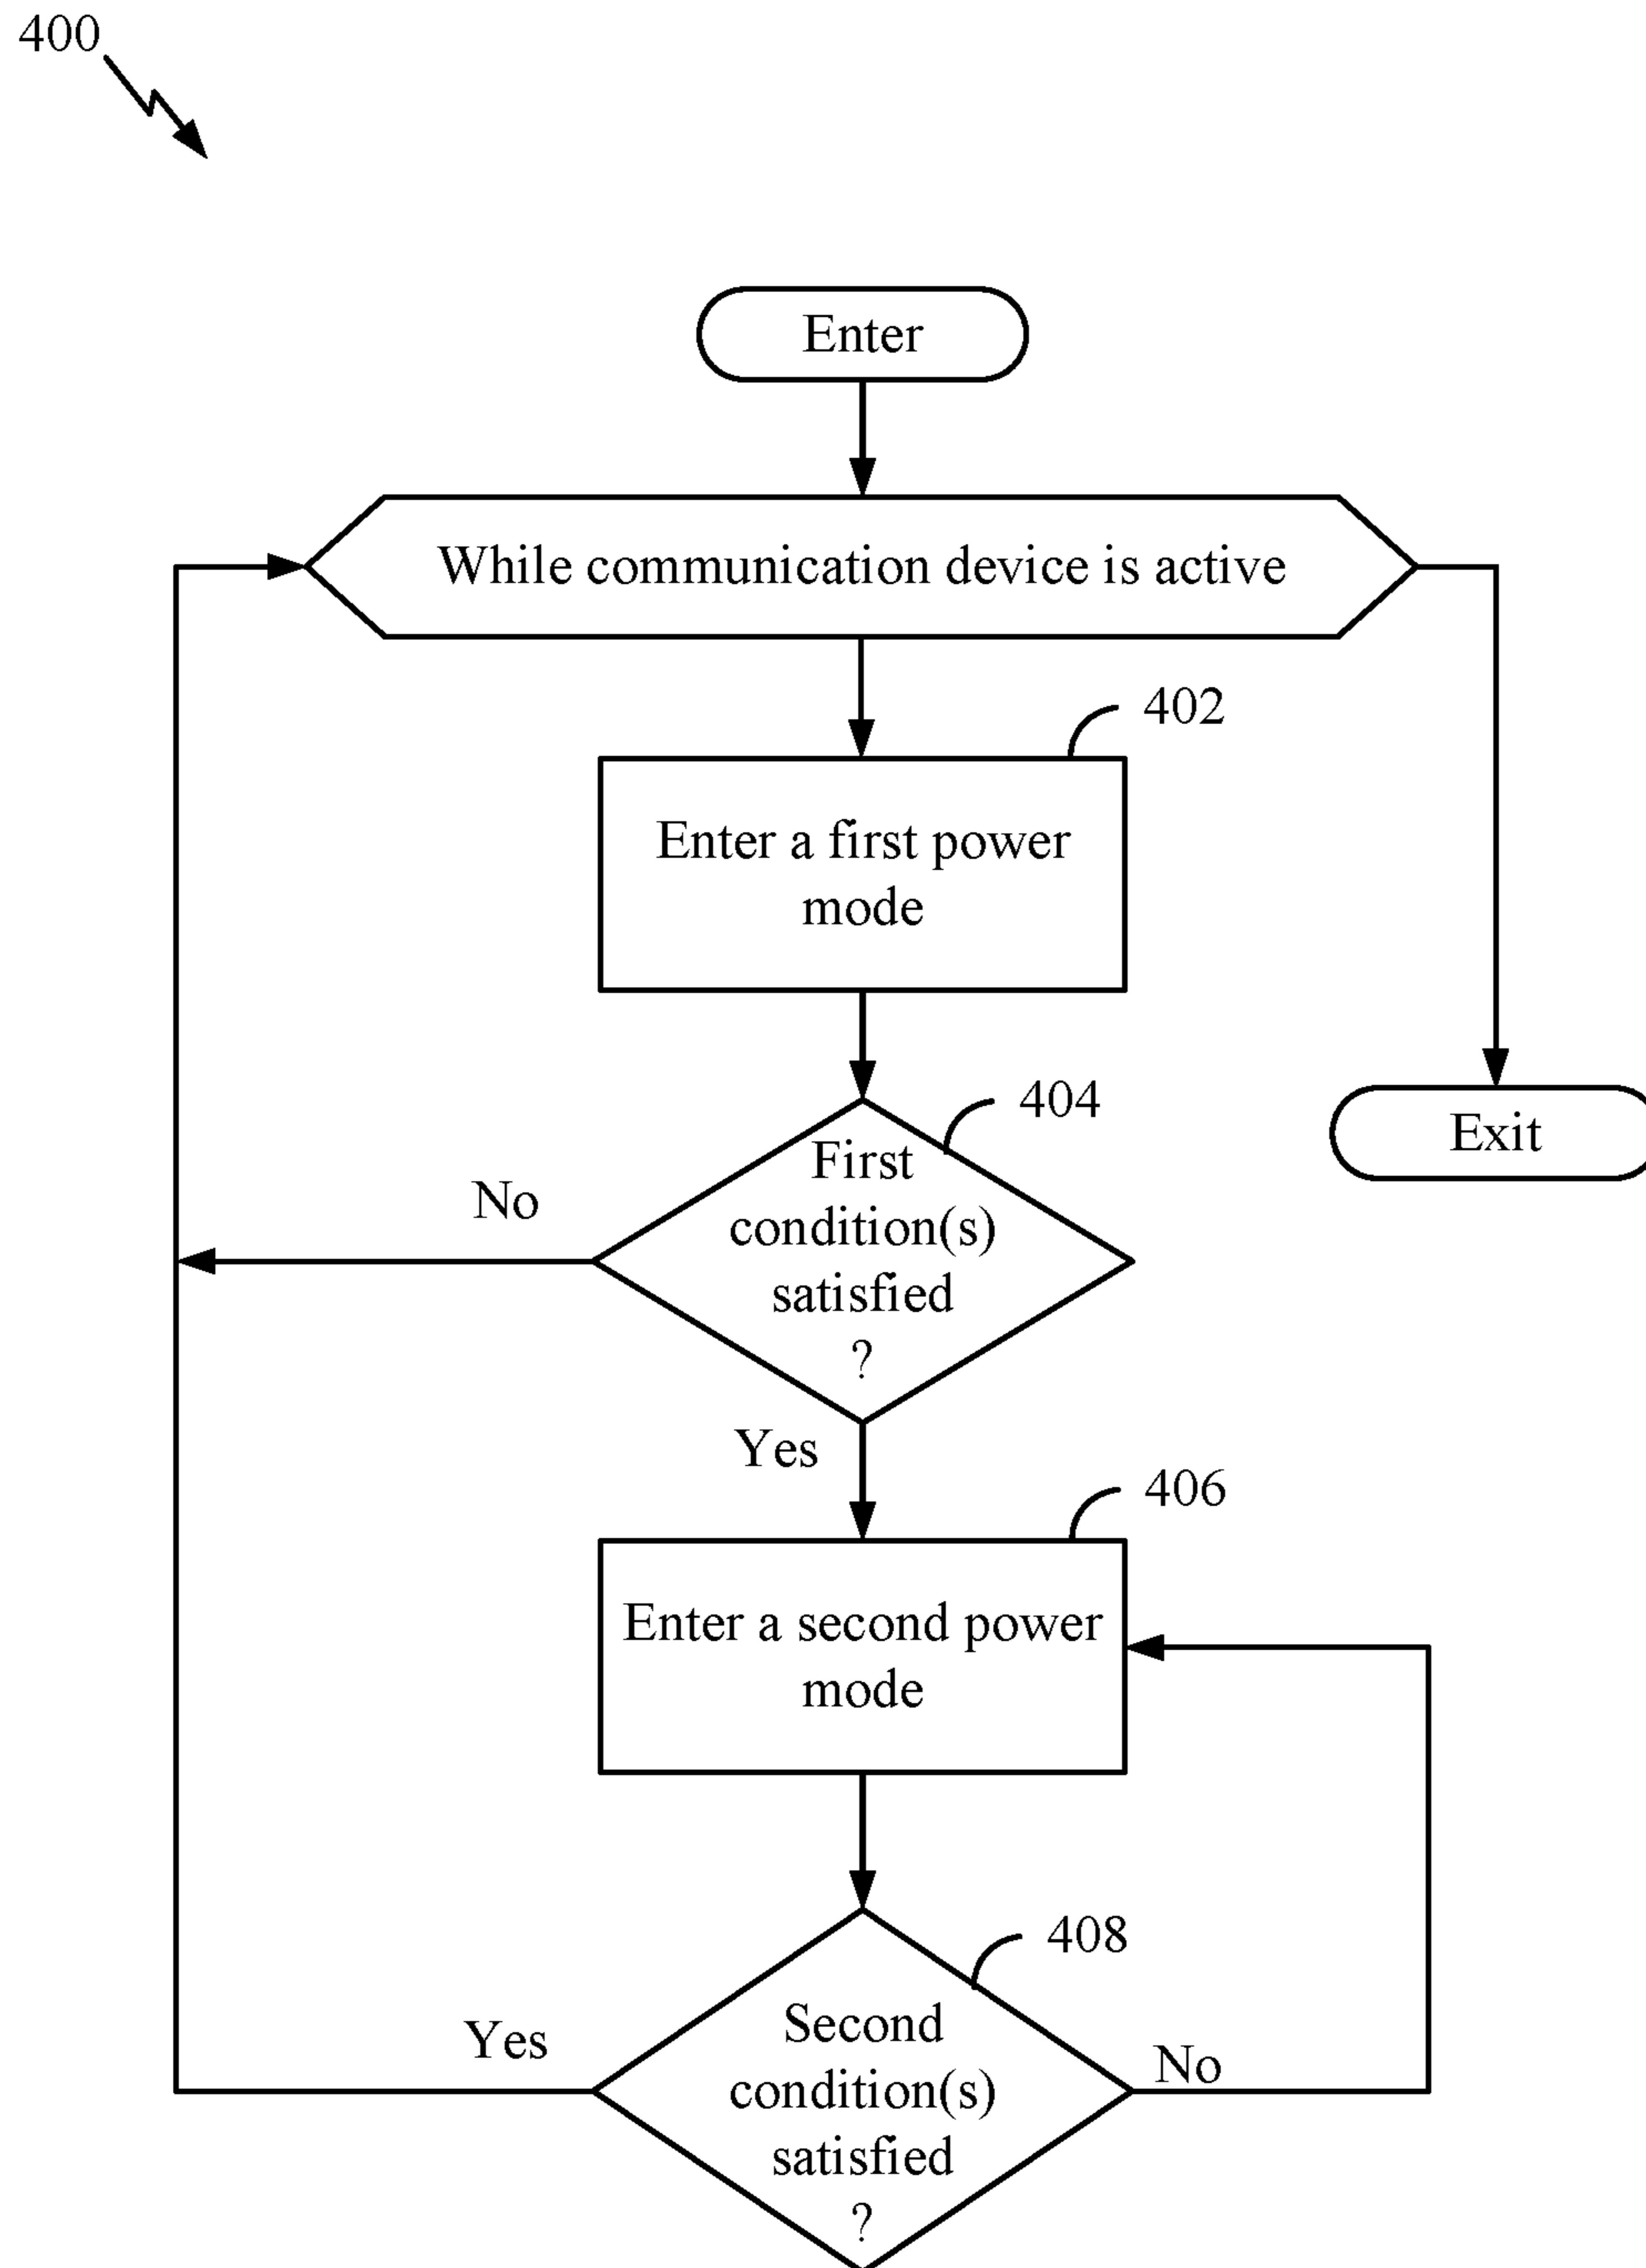 400
Enter
While communication device is active
402
Enter a first power
mode
404
First
condition(s)
satisfied
?
No
Exit
Yes
406
Enter a second power
mode
408
Second
condition(s)
satisfied
?
Yes
No